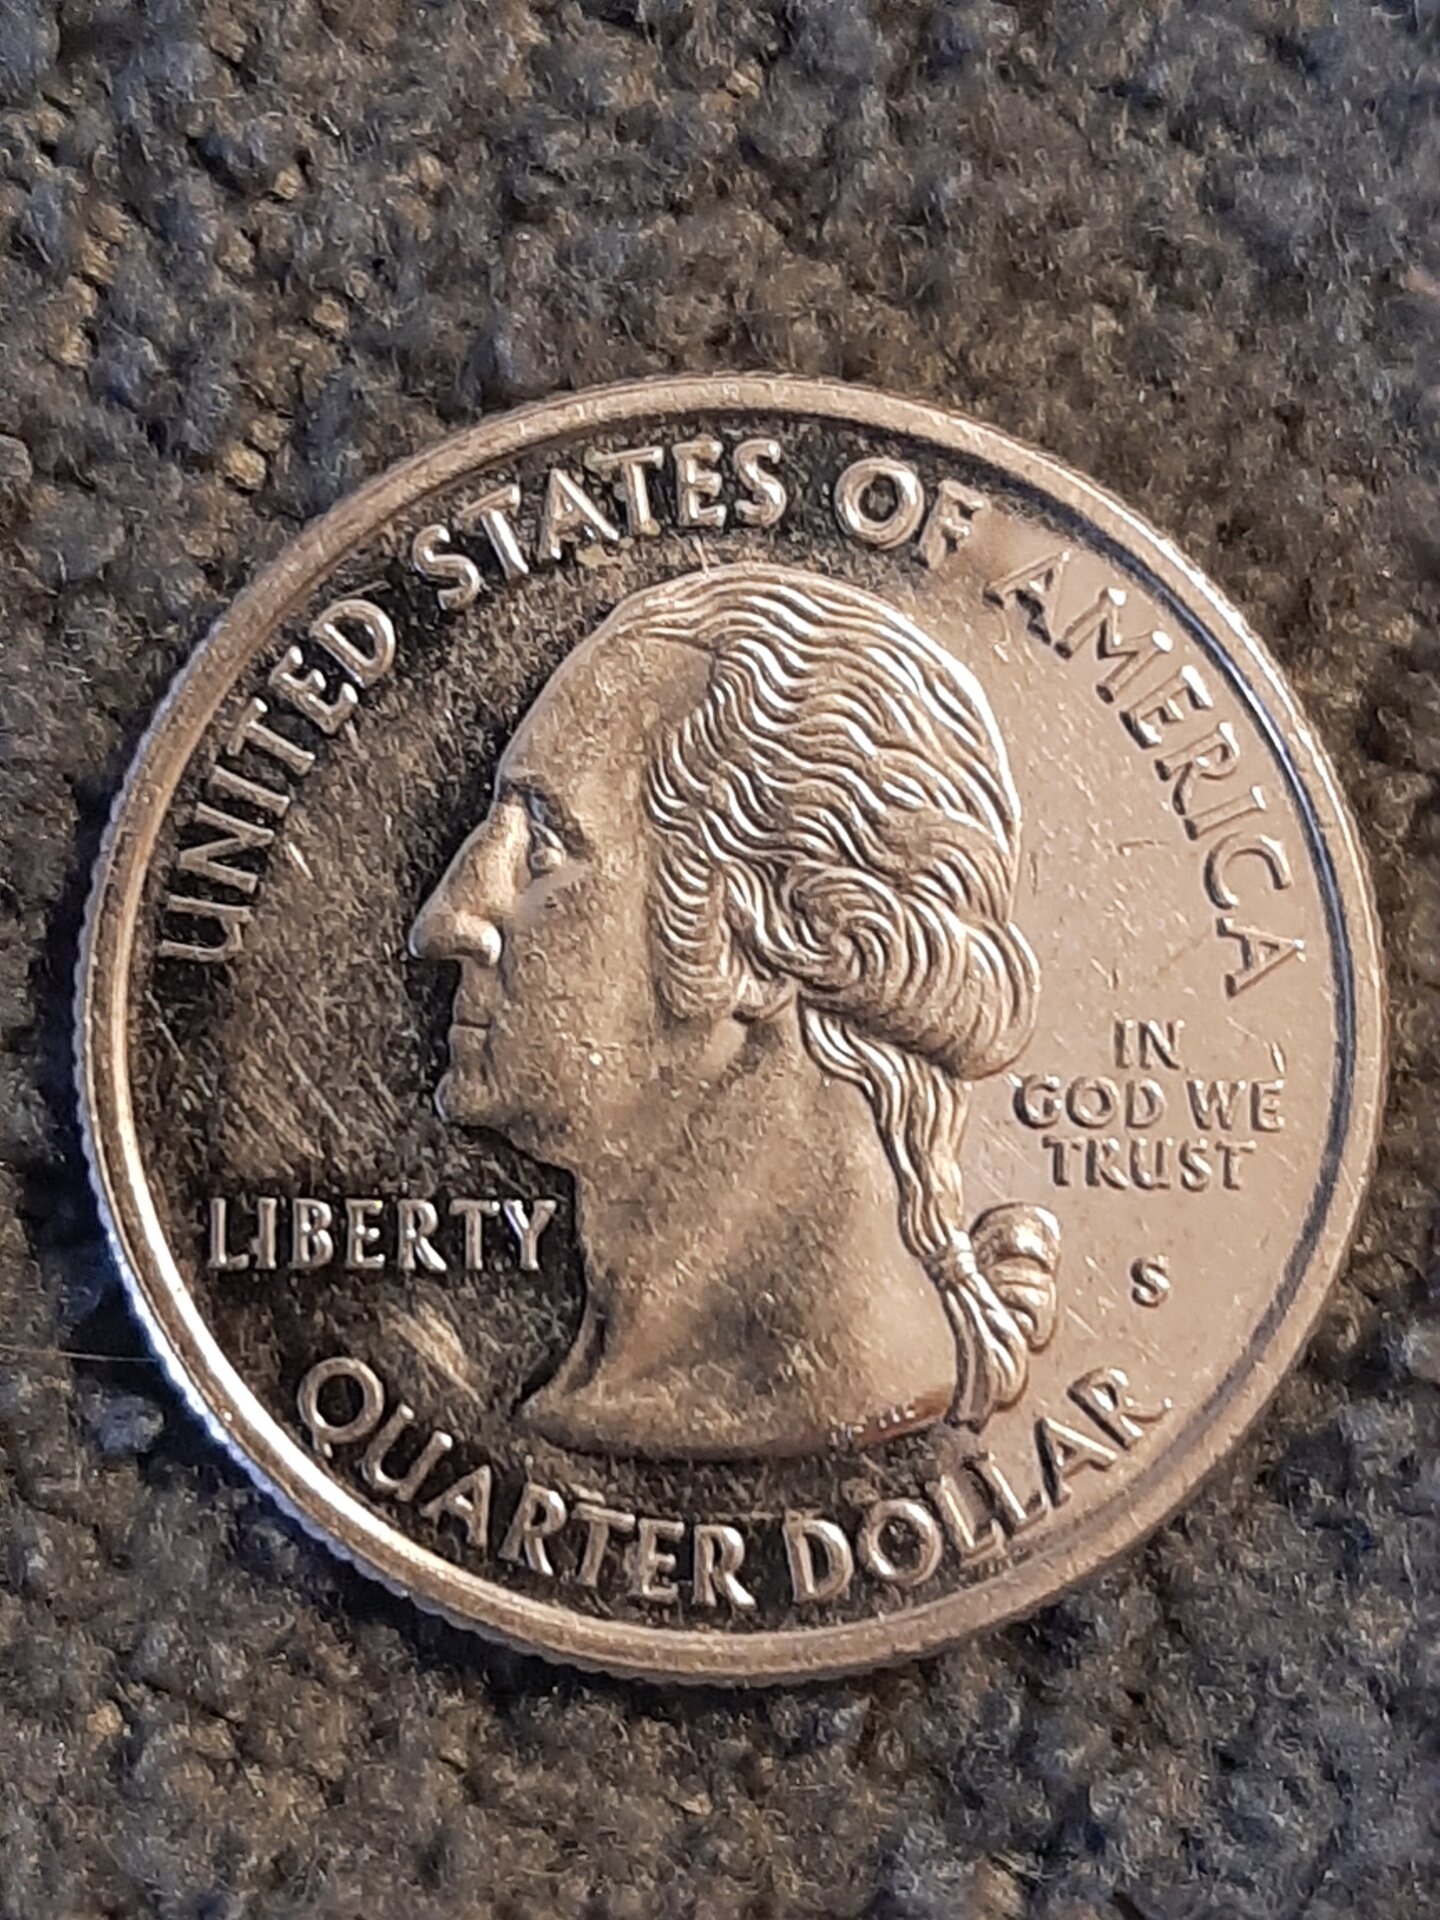 UNITED STATES OF AMERICA
LIBERTY
IN
GOD WE
TRUST
S
QUARTER DOLLAR